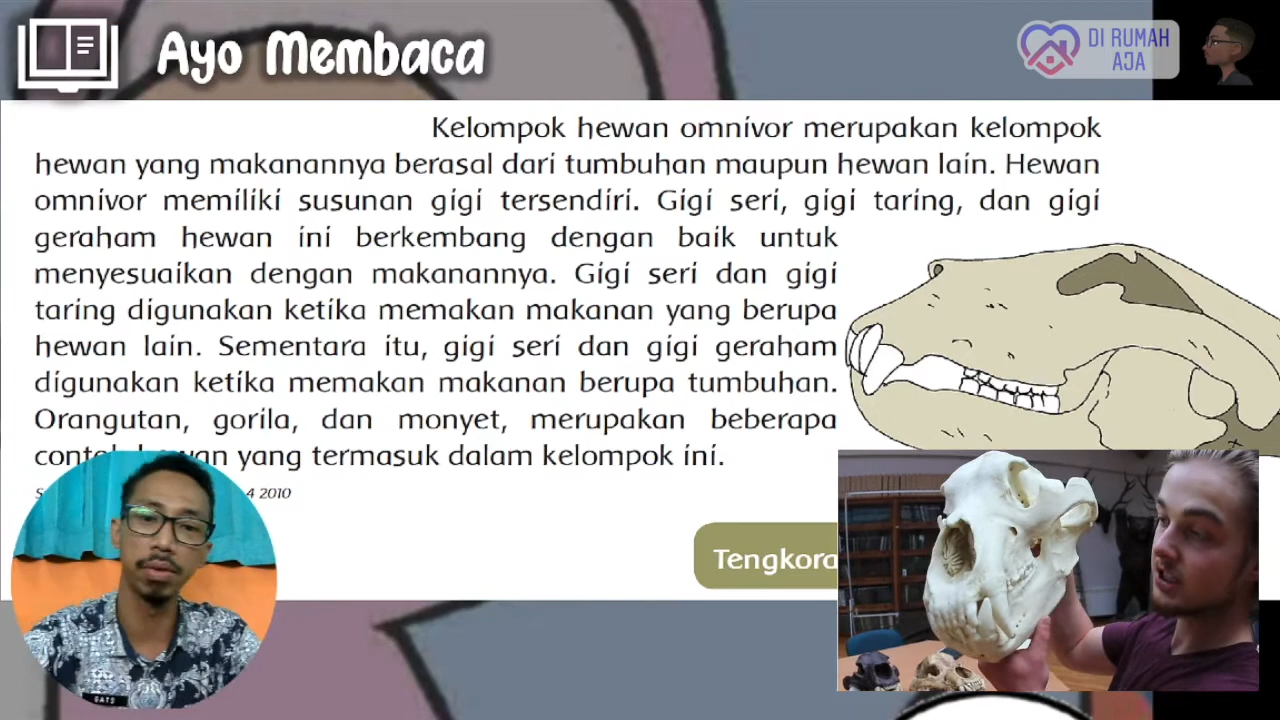 Ayo Membaca
DI RUMAH
AJA
Kelompok hewan omnivor merupakan kelompok
hewan yang makanannya berasal dari tumbuhan maupun hewan lain. Hewan
omnivor memiliki susunan gigi tersendiri. Gigi seri, gigi taring, dan gigi
geraham hewan ini berkembang dengan baik untuk
menyesuaikan dengan makanannya. Gigi seri dan gigi
taring digunakan ketika memakan makanan yang berupa
hewan lain. Sementara itu, gigi seri dan gigi geraham
digunakan ketika memakan makanan berupa tumbuhan.
Orangutan, gorila, dan monyet, merupakan beberapa
yang termasuk dalam kelompok ini.
4 2010
Tengkora
GATS